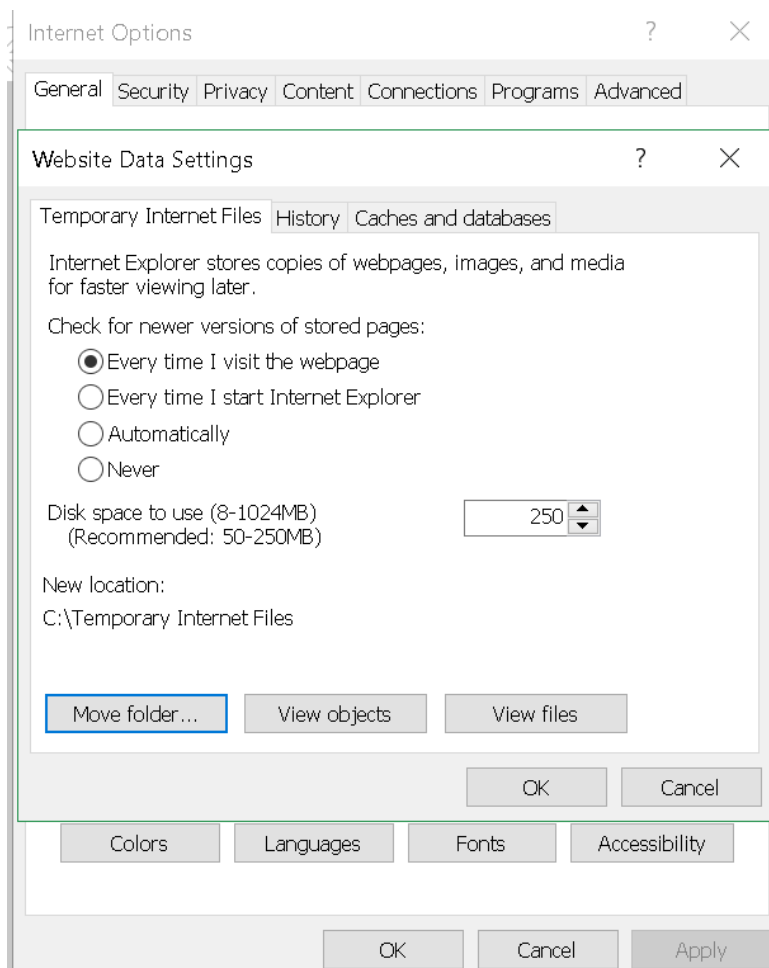 Internet Options
General Security Privacy Content Connections Programs Advanced
Website Data Settings
Temporary Internet Files History Caches and databases
Internet Explorer stores copies of webpages, images, and media
for faster viewing later.
Check for newer versions of stored pages:
Every time I visit the webpage
Every time I start Internet Explorer
Automatically
Never
Disk space to use (8-1024MB) 250
(Recommended: 50-250MB)
New location:
C:\Temporary Internet Files
Move folder... View objects View files
OK Cancel
Colors Languages Fonts Accessibility
OK Cancel Apply